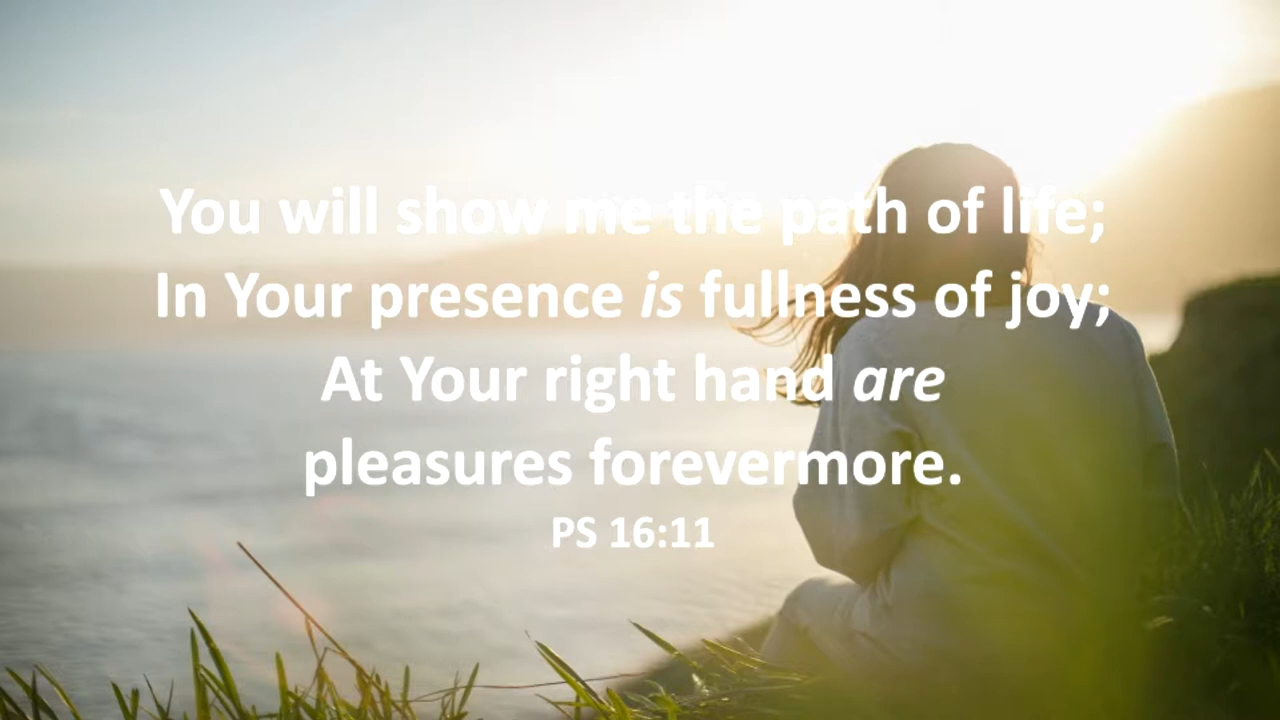 You will show me the path of life;
In Your presence is fullness of joy;
At Your right hand are
pleasures forevermore.
PS 16:11